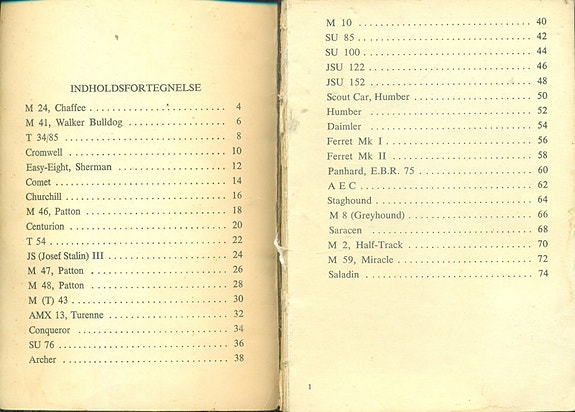 INDHOLDSFORTEGNELSE
M 24, Chaffee . . . . . . . . . . . . . . . . . . . . . . . . . . . . 4
M 41, Walker Bulldog . . . . . . . . . . . . . . . . . . . . . 6
T 34/85 . . . . . . . . . . . . . . . . . . . . . . . . . . . . . . . . 8
Cromwell . . . . . . . . . . . . . . . . . . . . . . . . . . . . . . 10
Easy-Eight, Sherman . . . . . . . . . . . . . . . . . . . . . . 12
Comet . . . . . . . . . . . . . . . . . . . . . . . . . . . . . . . . . 14
Churchill . . . . . . . . . . . . . . . . . . . . . . . . . . . . . . . 16
M 46, Patton . . . . . . . . . . . . . . . . . . . . . . . . . . . . 18
Centurion . . . . . . . . . . . . . . . . . . . . . . . . . . . . . . 20
T 54 . . . . . . . . . . . . . . . . . . . . . . . . . . . . . . . . . . 22
JS (Josef Stalin) III . . . . . . . . . . . . . . . . . . . . . . . 24
M 47, Patton . . . . . . . . . . . . . . . . . . . . . . . . . . . . 26
M 48, Patton . . . . . . . . . . . . . . . . . . . . . . . . . . . . 28
M (T) 43 . . . . . . . . . . . . . . . . . . . . . . . . . . . . . . . 30
AMX 13, Turenne . . . . . . . . . . . . . . . . . . . . . . . . 32
Conqueror . . . . . . . . . . . . . . . . . . . . . . . . . . . . . 34
SU 76 . . . . . . . . . . . . . . . . . . . . . . . . . . . . . . . . . 36
Archer . . . . . . . . . . . . . . . . . . . . . . . . . . . . . . . . 38
M 10 . . . . . . . . . . . . . . . . . . . . . . . . . . . . . . . . . 40
SU 85 . . . . . . . . . . . . . . . . . . . . . . . . . . . . . . . . . 42
SU 100 . . . . . . . . . . . . . . . . . . . . . . . . . . . . . . . . 44
JSU 122 . . . . . . . . . . . . . . . . . . . . . . . . . . . . . . . 46
JSU 152 . . . . . . . . . . . . . . . . . . . . . . . . . . . . . . . 48
Scout Car, Humber . . . . . . . . . . . . . . . . . . . . . . . 50
Humber . . . . . . . . . . . . . . . . . . . . . . . . . . . . . . . 52
Daimler . . . . . . . . . . . . . . . . . . . . . . . . . . . . . . . 54
Ferret Mk I . . . . . . . . . . . . . . . . . . . . . . . . . . . . . 56
Ferret Mk II . . . . . . . . . . . . . . . . . . . . . . . . . . . . 58
Panhard, E.B.R. 75 . . . . . . . . . . . . . . . . . . . . . . . 60
A E C . . . . . . . . . . . . . . . . . . . . . . . . . . . . . . . . . 62
Staghound . . . . . . . . . . . . . . . . . . . . . . . . . . . . . 64
M 8 (Greyhound) . . . . . . . . . . . . . . . . . . . . . . . . 66
Saracen . . . . . . . . . . . . . . . . . . . . . . . . . . . . . . . 68
M 2, Half-Track . . . . . . . . . . . . . . . . . . . . . . . . . 70
M 59, Miracle . . . . . . . . . . . . . . . . . . . . . . . . . . . 72
Saladin . . . . . . . . . . . . . . . . . . . . . . . . . . . . . . . 74
1